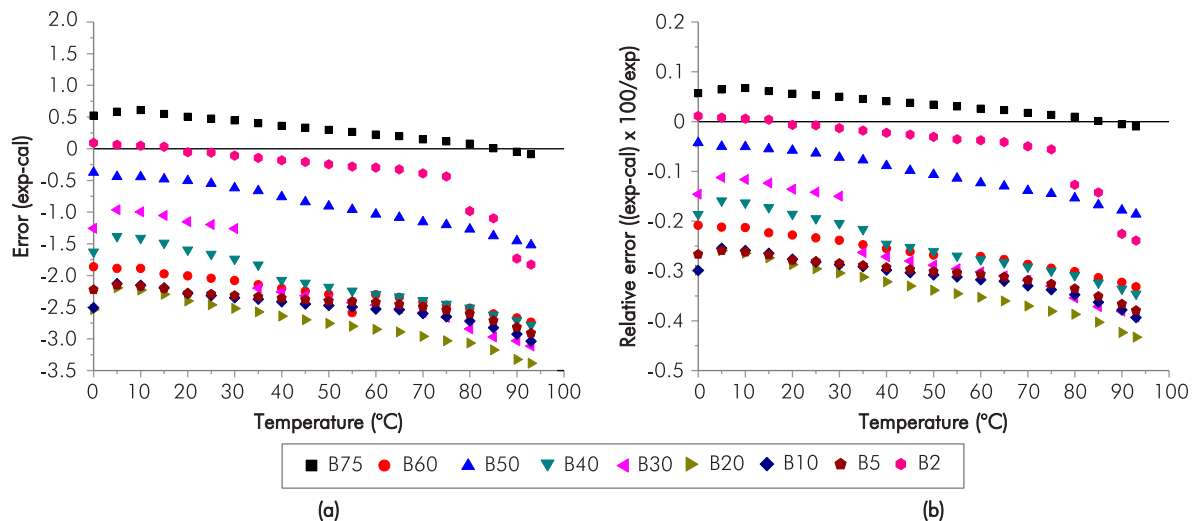 2.0
1.5
1.0
0.5
0
-0.5
-1.0
-1.5
-2.0
-2.5
-3.0
-3.5
Error (exp-cal)
0 10 20 30 40 50 60 70 80 90 100
Temperature (°C)
0.2
0.1
0
-0.1
-0.2
-0.3
-0.4
-0.5
Relative error ((exp-cal) x 100/exp)
0 10 20 30 40 50 60 70 80 90 100
Temperature (°C)
B75 B60 B50 B40 B30 B20 B10 B5 B2
(a) (b)